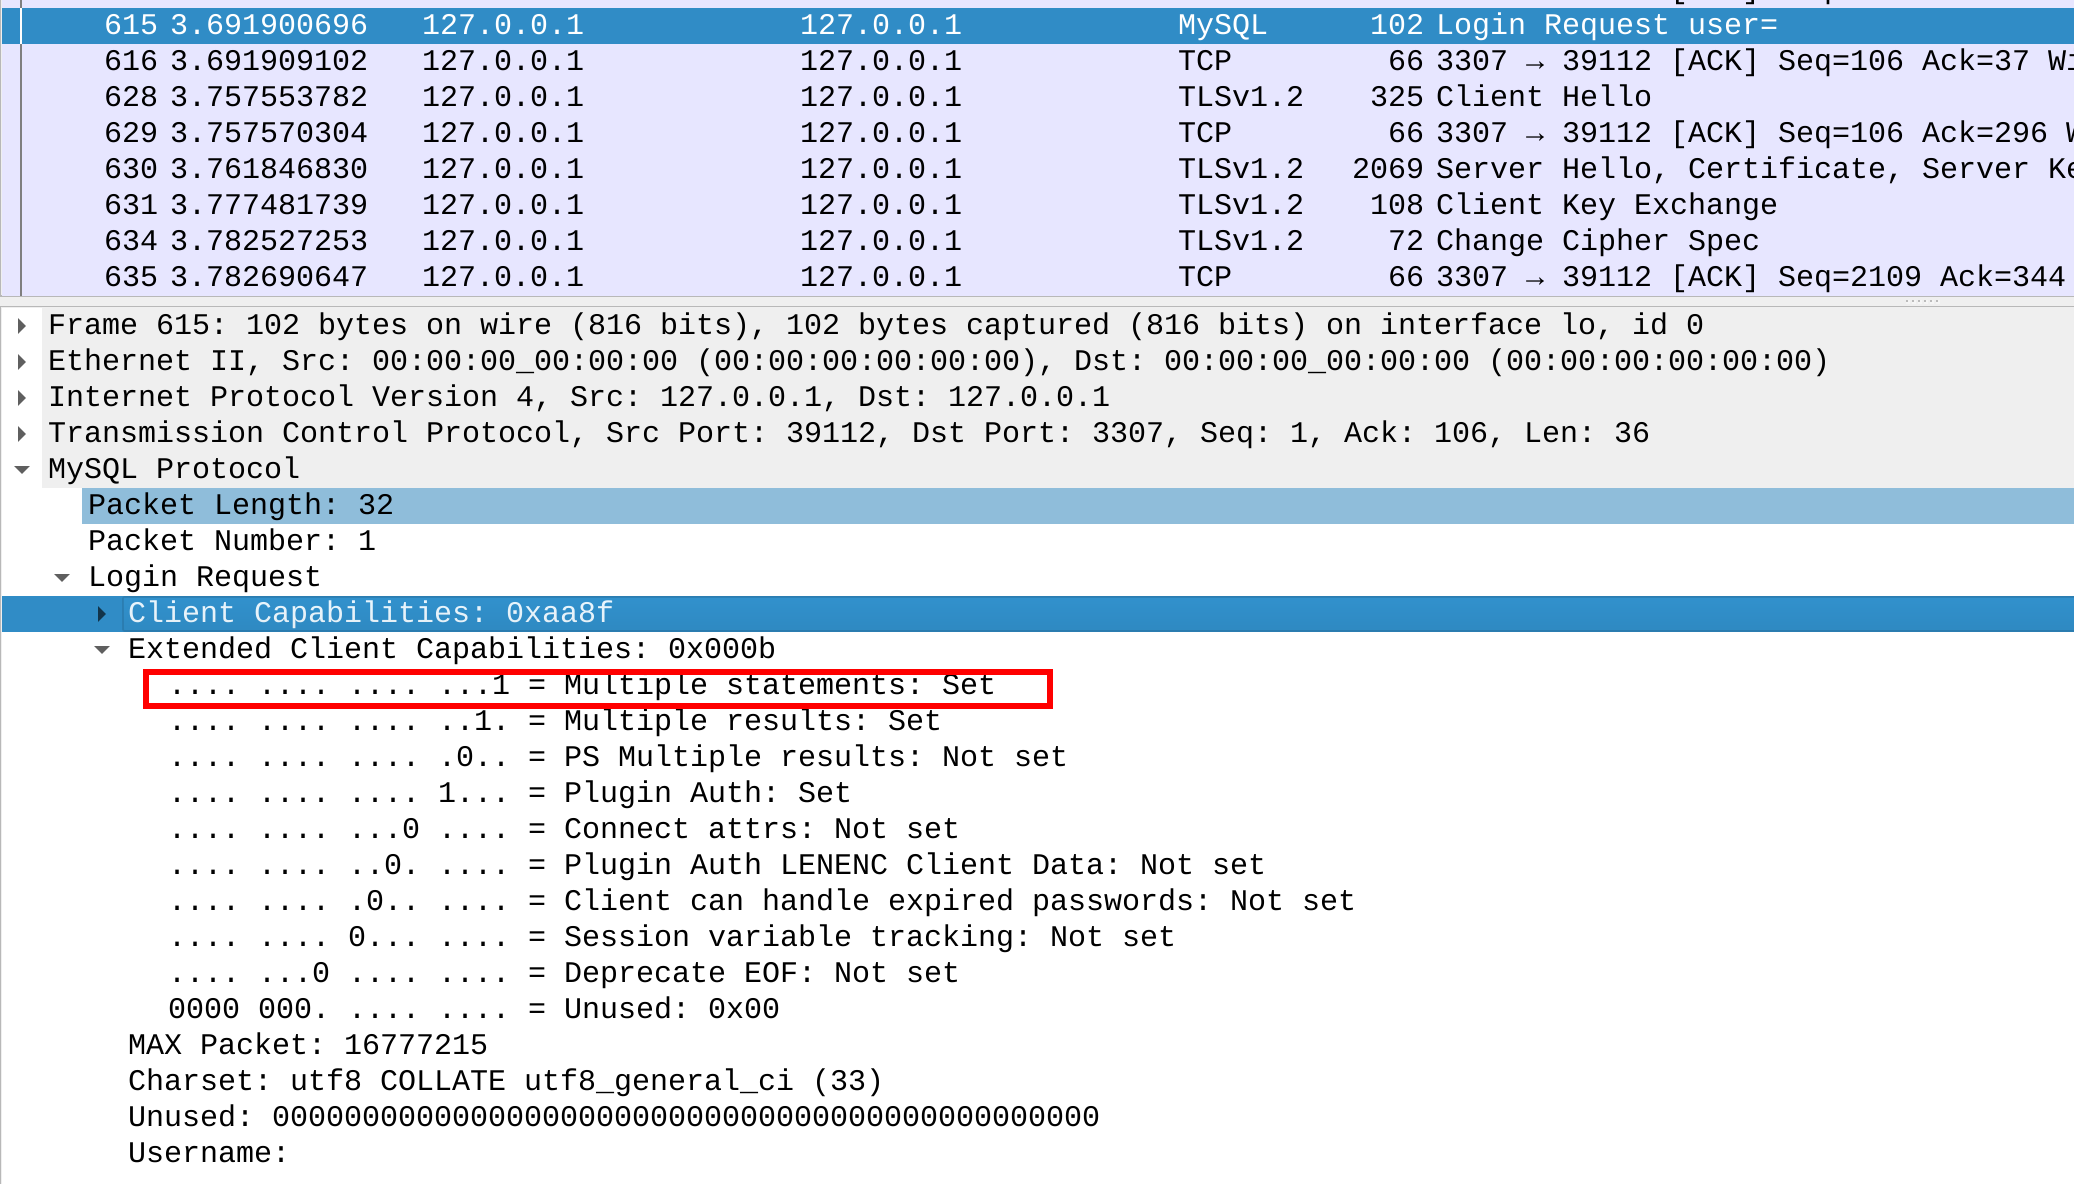 615 3.691900696 127.0.0.1 127.0.0.1 MySQL 102 Login Request user=
616 3.691909102 127.0.0.1 127.0.0.1 TCP 66 3307 → 39112 [ACK] Seq=106 Ack=37
628 3.757553782 127.0.0.1 127.0.0.1 TLSv1.2 325 Client Hello
629 3.757570304 127.0.0.1 127.0.0.1 TCP 66 3307 → 39112 [ACK] Seq=106 Ack=296
630 3.761846830 127.0.0.1 127.0.0.1 TLSv1.2 2069 Server Hello, Certificate, Server
631 3.777481739 127.0.0.1 127.0.0.1 TLSv1.2 108 Client Key Exchange
634 3.782527253 127.0.0.1 127.0.0.1 TLSv1.2 72 Change Cipher Spec
635 3.782690647 127.0.0.1 127.0.0.1 TCP 66 3307 → 39112 [ACK] Seq=2109 Ack=344
Frame 615: 102 bytes on wire (816 bits), 102 bytes captured (816 bits) on interface lo, id 0
Ethernet II, Src: 00:00:00_00:00:00 (00:00:00:00:00:00), Dst: 00:00:00_00:00:00 (00:00:00:00:00:00)
Internet Protocol Version 4, Src: 127.0.0.1, Dst: 127.0.0.1
Transmission Control Protocol, Src Port: 39112, Dst Port: 3307, Seq: 1, Ack: 106, Len: 36
MySQL Protocol
Packet Length: 32
Packet Number: 1
Login Request
Client Capabilities: 0xaa8f
Extended Client Capabilities: 0x000b
.... .... .... ...1 = Multiple statements: Set
.... .... .... ..1. = Multiple results: Set
.... .... .... .0.. = PS Multiple results: Not set
.... .... .... 1... = Plugin Auth: Set
.... .... ...0 .... = Connect attrs: Not set
.... .... ..0. .... = Plugin Auth LENENC Client Data: Not set
.... .... .0.. .... = Client can handle expired passwords: Not set
.... .... 0... .... = Session variable tracking: Not set
.... ...0 .... .... = Deprecate EOF: Not set
0000 000. .... .... = Unused: 0x00
MAX Packet: 16777215
Charset: utf8 COLLATE utf8_general_ci (33)
Unused: 0000000000000000000000000000000000000000000000
Username: